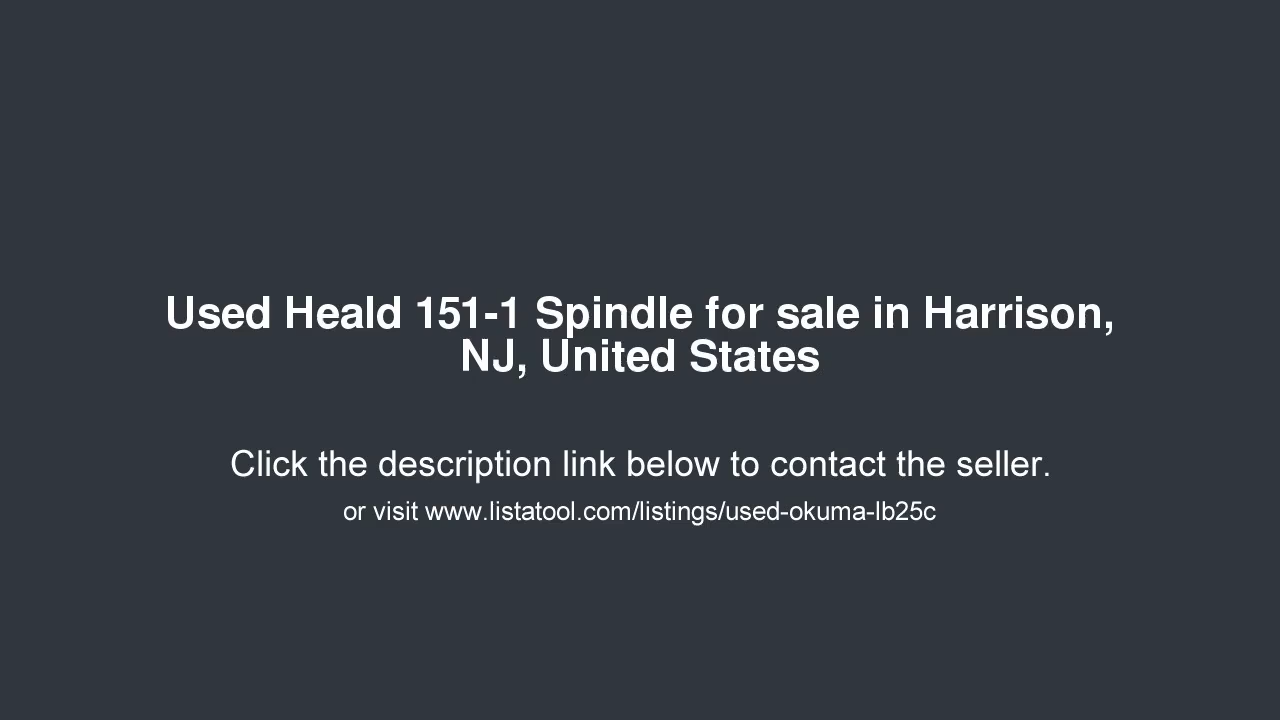 Used Heald 151-1 Spindle for sale in Harrison,
NJ, United States
Click the description link below to contact the seller.
or visit www.listatool.com/listings/used-okuma-lb25c